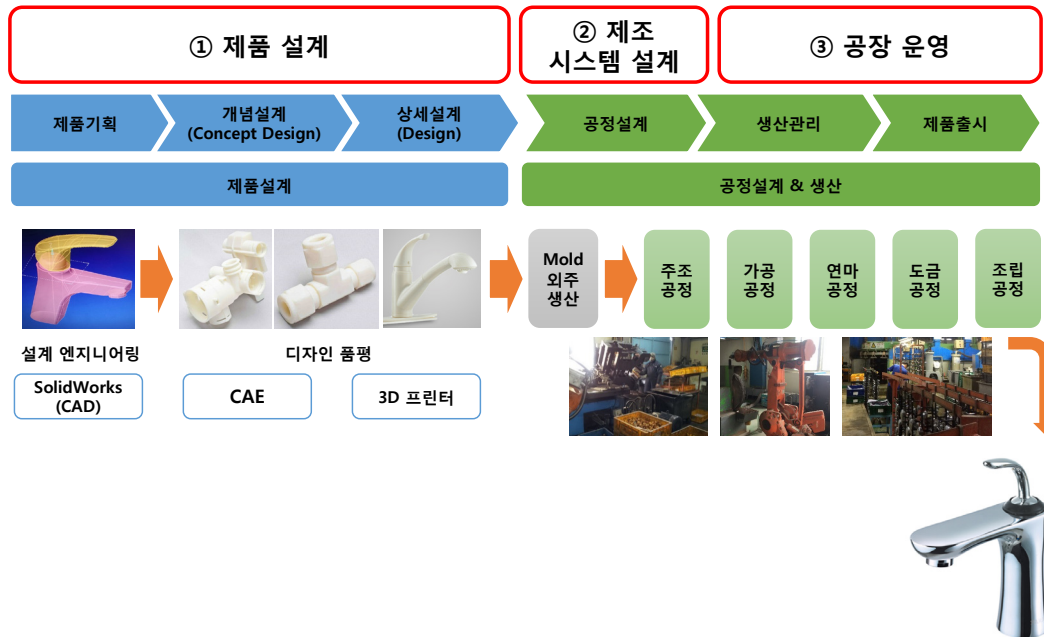 ① 제품 설계
② 제조
시스템 설계
③ 공장 운영
제품기획
개념설계
(Concept Design)
상세설계
(Design)
공정설계
생산관리
제품출시
제품설계
공정설계 & 생산
Mold
외주
생산
주조
공정
가공
공정
연마
공정
도금
공정
조립
공정
설계 엔지니어링
디자인 품평
SolidWorks
(CAD)
CAE
3D 프린터